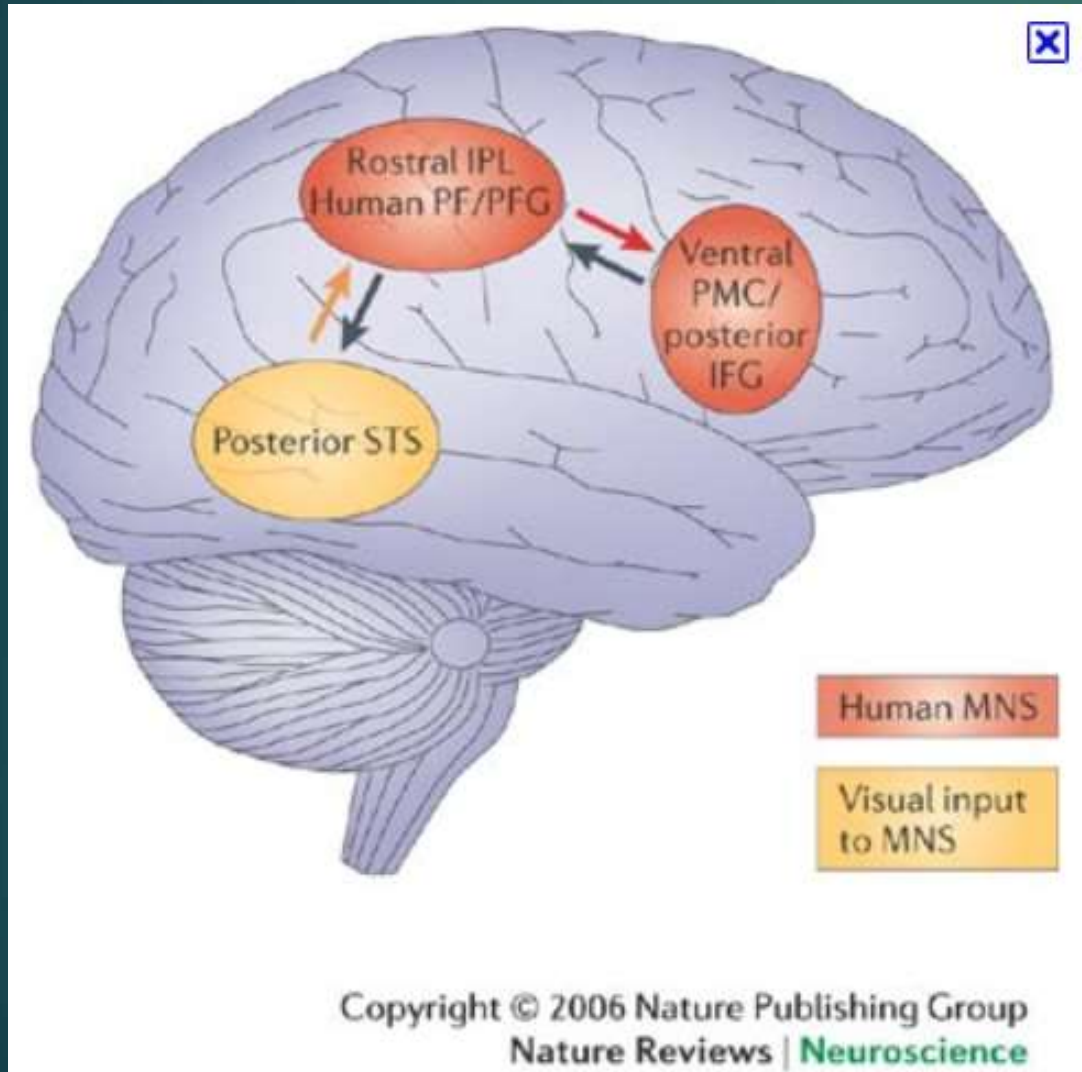 Rostral IPL
Human PF/PFG
Ventral
PMC/
posterior
IFG
Posterior STS
Human MNS
Visual input
to MNS
Copyright © 2006 Nature Publishing Group
Nature Reviews | Neuroscience